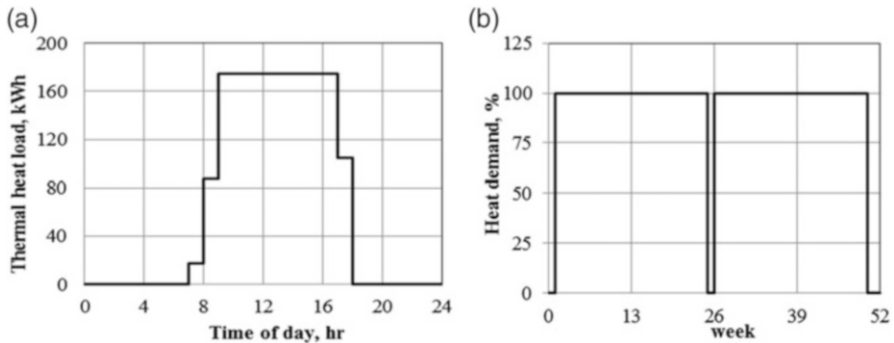 (a)
Thermal heat load, kWh
200
160
120
80
40
0
0 4 8 12 16 20 24
Time of day, hr
(b)
Heat demand, %
125
100
75
50
25
0
0 13 26 39 52
week